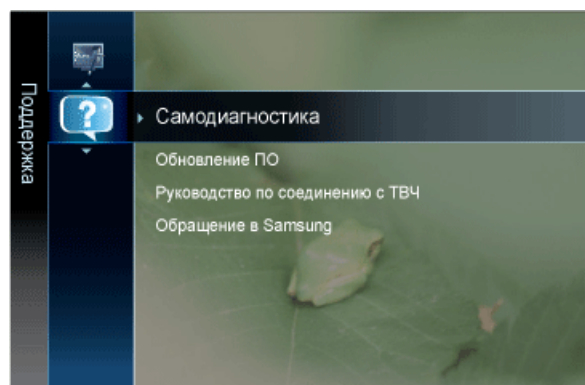 Поддержка
Самодиагностика
Обновление ПО
Руководство по соединению с ТВЧ
Обращение в Samsung